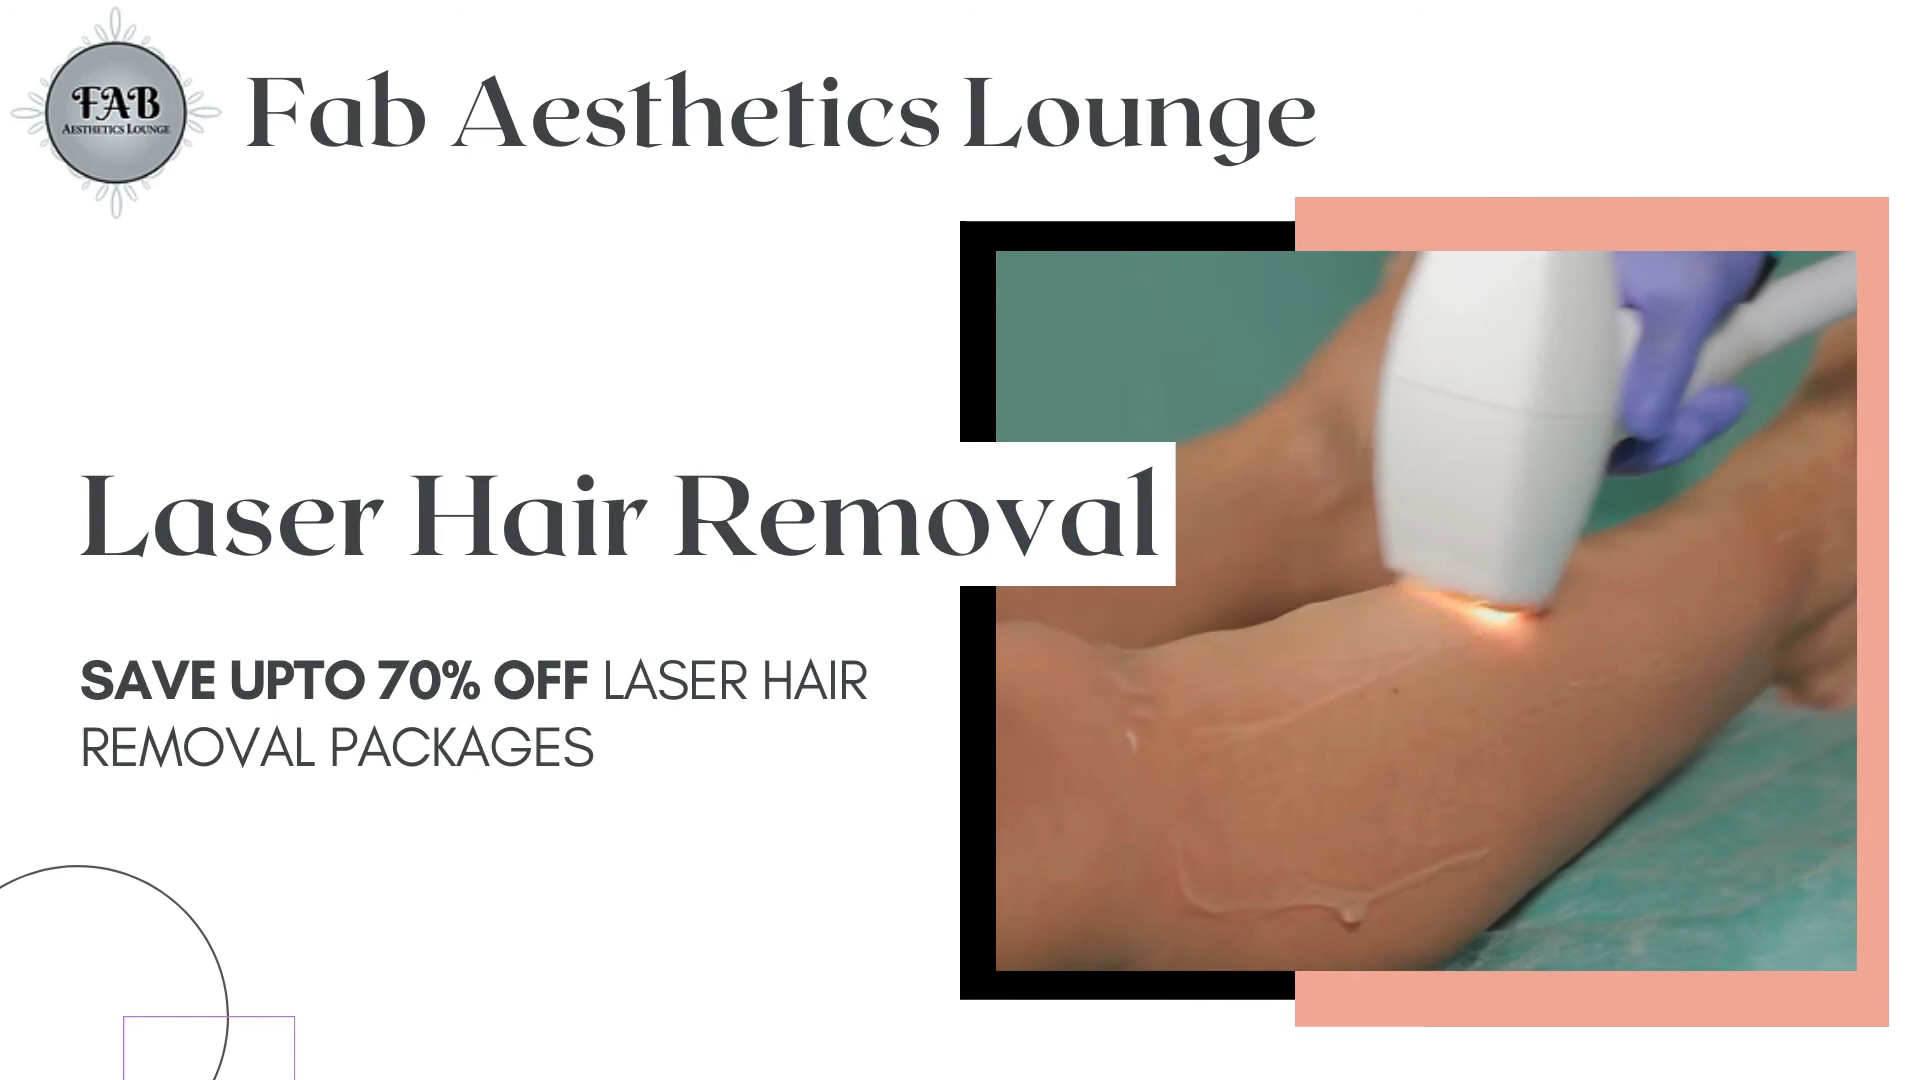 FAB
AESTHETICS LOUNGE
Fab Aesthetics Lounge
Laser Hair Removal
SAVE UPTO 70% OFF LASER HAIR
REMOVAL PACKAGES